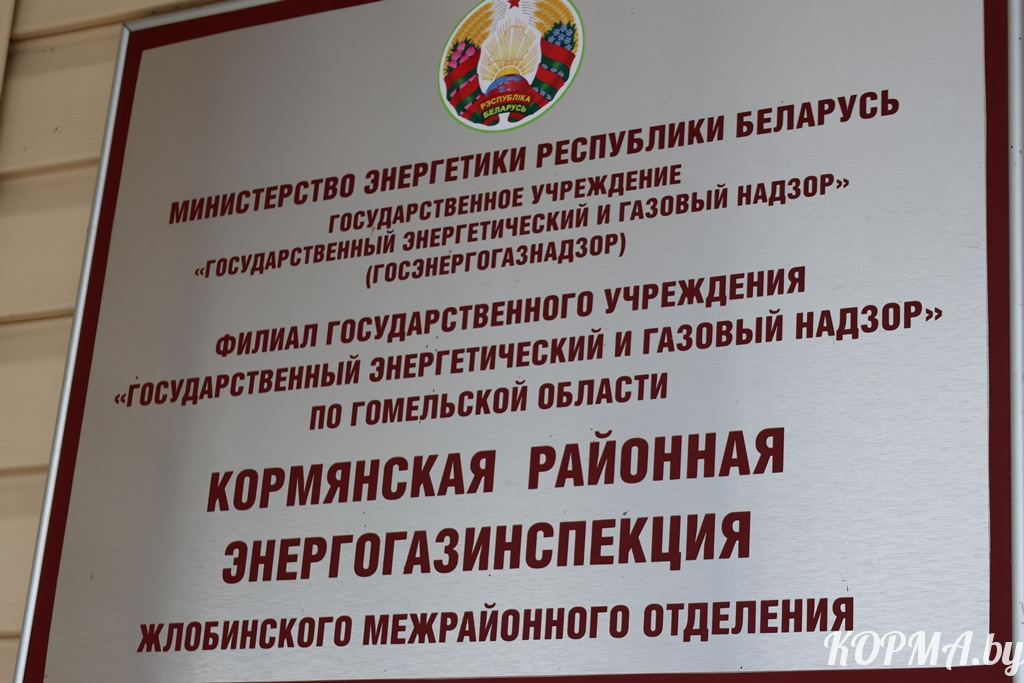 РЭСПУБЛІКА
БЕЛАРУСЬ
МИНИСТЕРСТВО ЭНЕРГЕТИКИ РЕСПУБЛИКИ БЕЛАРУСЬ
ГОСУДАРСТВЕННОЕ УЧРЕЖДЕНИЕ
«ГОСУДАРСТВЕННЫЙ ЭНЕРГЕТИЧЕСКИЙ И ГАЗОВЫЙ НАДЗОР»
(ГОСЭНЕРГОГАЗНАДЗОР)
ФИЛИАЛ ГОСУДАРСТВЕННОГО УЧРЕЖДЕНИЯ
«ГОСУДАРСТВЕННЫЙ ЭНЕРГЕТИЧЕСКИЙ И ГАЗОВЫЙ НАДЗОР»
ПО ГОМЕЛЬСКОЙ ОБЛАСТИ
КОРМЯНСКАЯ РАЙОННАЯ
ЭНЕРГОГАЗИНСПЕКЦИЯ
ЖЛОБИНСКОГО МЕЖРАЙОННОГО ОТДЕЛЕНИЯ
КОРМА.by